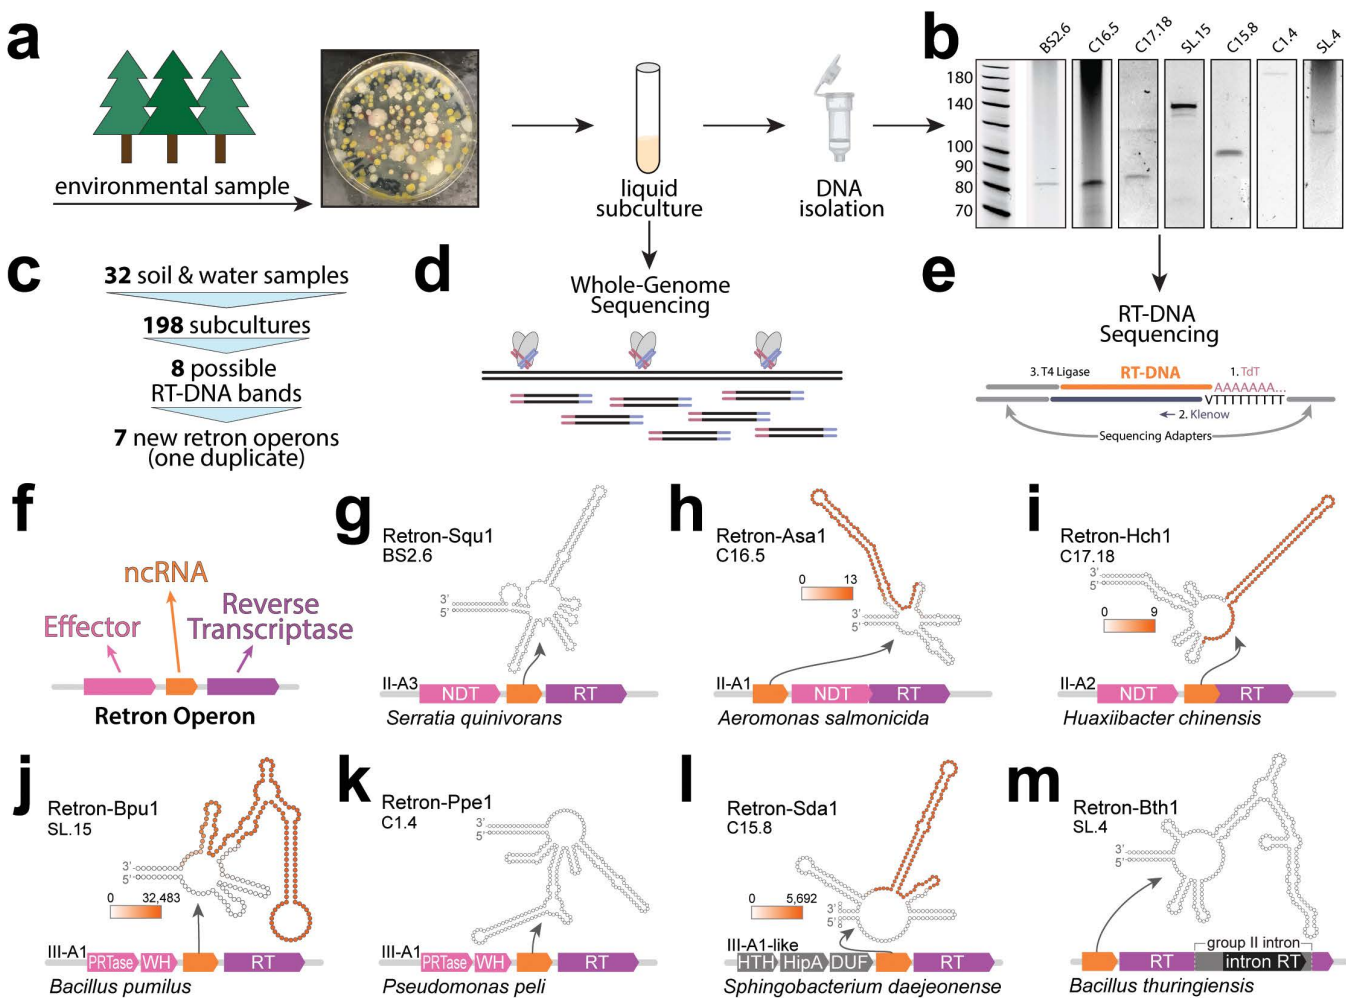 a
environmental sample
liquid
subculture
DNA
isolation
b
BS2.6
C16.5
C17.18
SL.15
C15.8
C1.4
SL.4
180
140
100
90
80
70
c
32 soil & water samples
198 subcultures
8 possible
RT-DNA bands
7 new retron operons
(one duplicate)
d
Whole-Genome
Sequencing
e
RT-DNA
Sequencing
3. T4 Ligase
RT-DNA
1. TdT
AAAAAAA...
VTTTTTTTT
2. Klenow
Sequencing Adapters
f
ncRNA
Effector
Reverse
Transcriptase
Retron Operon
g
Retron-Squ1
BS2.6
3'
5'
II-A3
NDT
RT
Serratia quinivorans
h
Retron-Asa1
C16.5
0 13
3'
5'
II-A1
NDT
RT
Aeromonas salmonicida
i
Retron-Hch1
C17.18
3'
5'
0 9
II-A2
NDT
RT
Huaxiibacter chinensis
j
Retron-Bpu1
SL.15
3'
5'
0 32,483
III-A1
PRTase
WH
RT
Bacillus pumilus
k
Retron-Ppe1
C1.4
3'
5'
III-A1
PRTase
WH
RT
Pseudomonas peli
l
Retron-Sda1
C15.8
0 5,692
3'
5'
III-A1-like
HTH
HipA
DUF
RT
Sphingobacterium daejeonense
m
Retron-Bth1
SL.4
3'
5'
group II intron
RT
intron RT
Bacillus thuringiensis